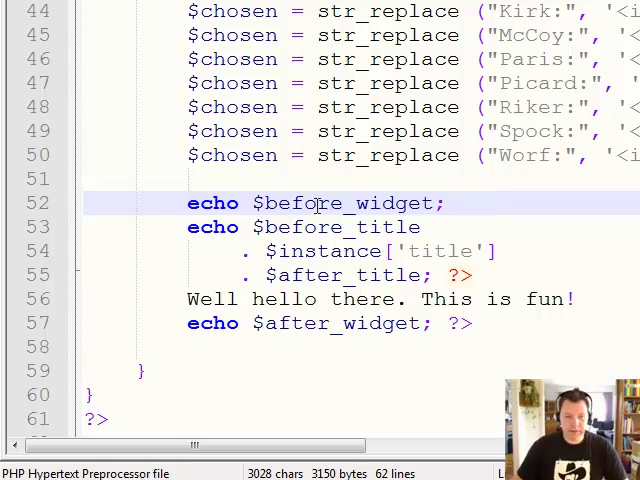 44 $chosen = str_replace ("Kirk:", '<
45 $chosen = str_replace ("McCoy:", '<
46 $chosen = str_replace ("Paris:", '<
47 $chosen = str_replace ("Picard:",
48 $chosen = str_replace ("Riker:", '<
49 $chosen = str_replace ("Spock:", '<
50 $chosen = str_replace ("Worf:", '<i
51
52 echo $before_widget;
53 echo $before_title
54 . $instance['title']
55 . $after_title; ?>
56 Well hello there. This is fun!
57 echo $after_widget; ?>
58
59 }
60 }
61 ?>
PHP Hypertext Preprocessor file 3028 chars 3150 bytes 62 lines